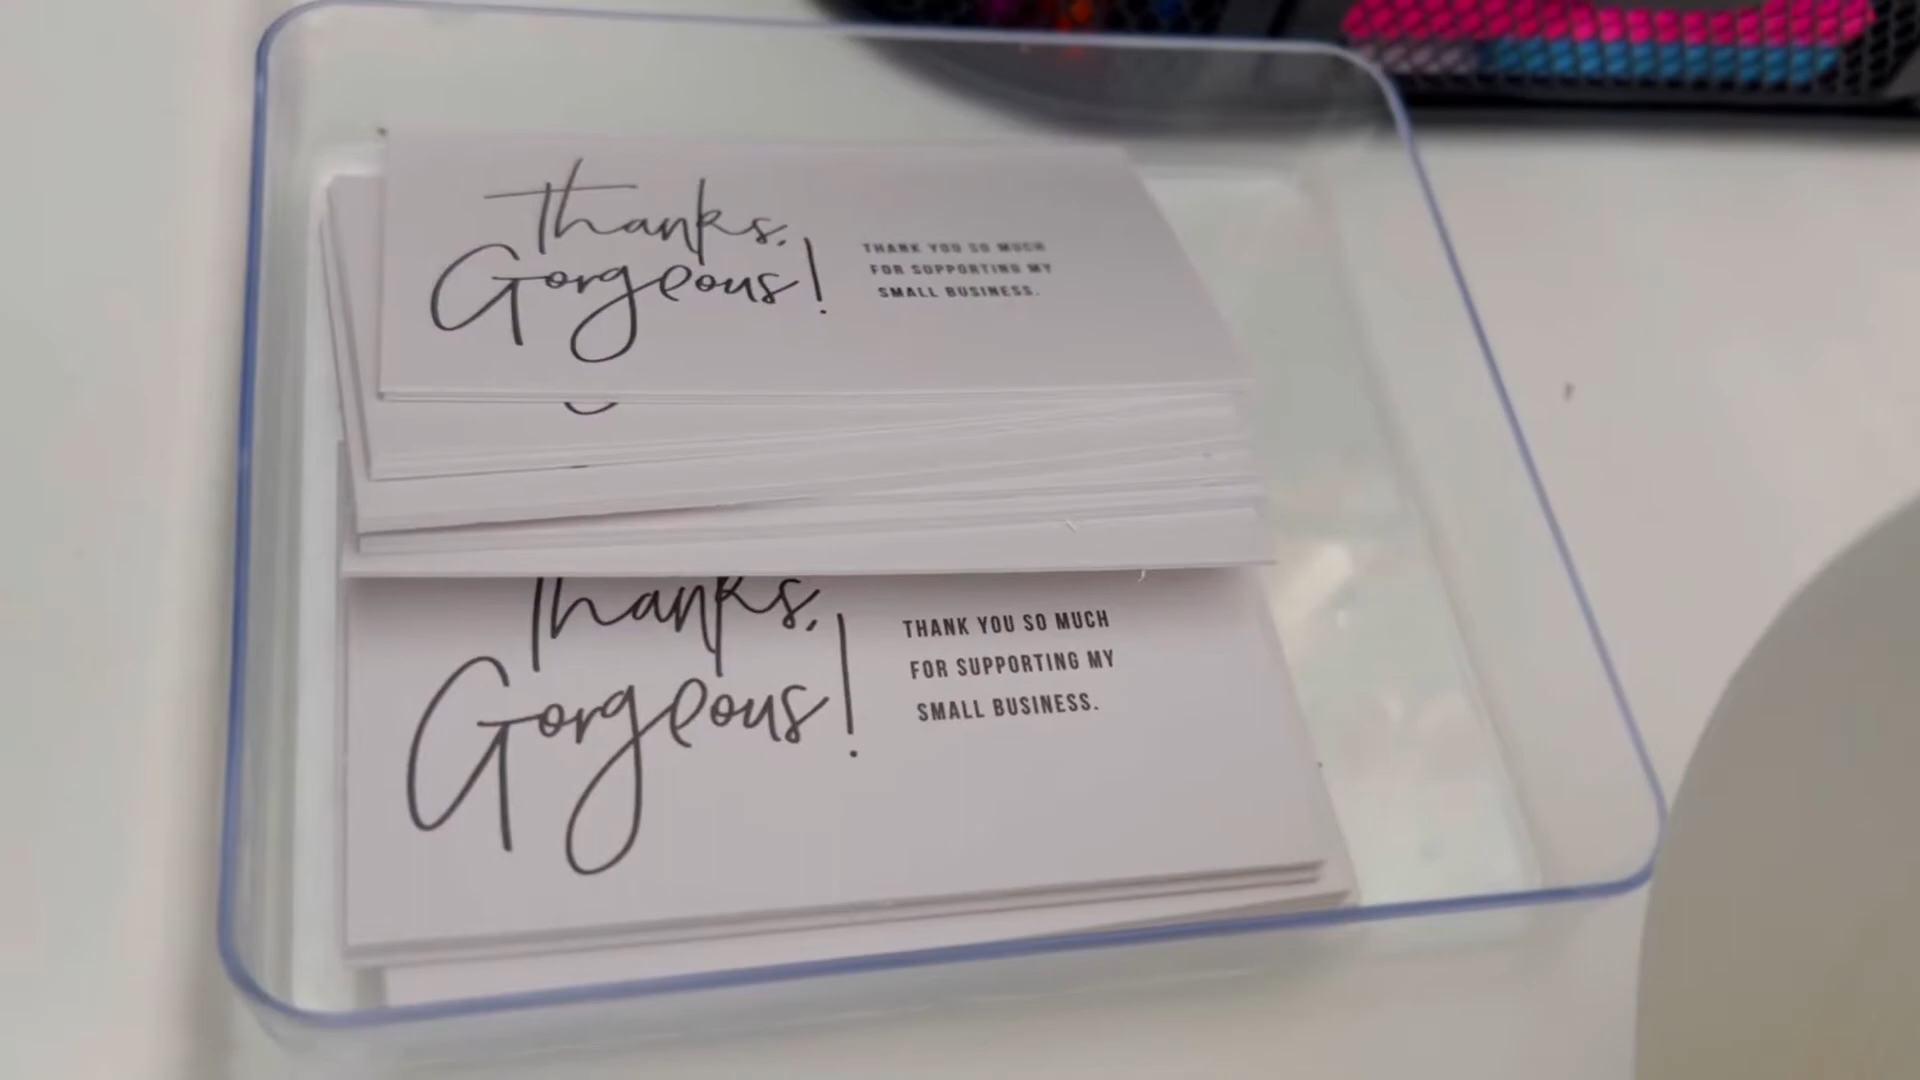 Thanks,
Gorgeous!
THANK YOU SO MUCH
FOR SUPPORTING MY
SMALL BUSINESS.
Thanks,
Gorgeous!
THANK YOU SO MUCH
FOR SUPPORTING MY
SMALL BUSINESS.